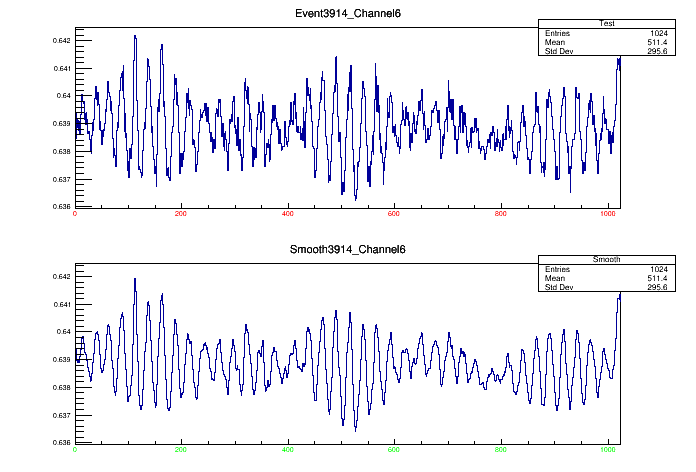 Event3914_Channel6
Test
Entries 1024
Mean 511.4
Std Dev 295.6
0.642
0.641
0.64
0.639
0.638
0.637
0.636
0 200 400 600 800 1000
Smooth3914_Channel6
Smooth
Entries 1024
Mean 511.4
Std Dev 295.6
0.642
0.641
0.64
0.639
0.638
0.637
0.636
0 200 400 600 800 1000